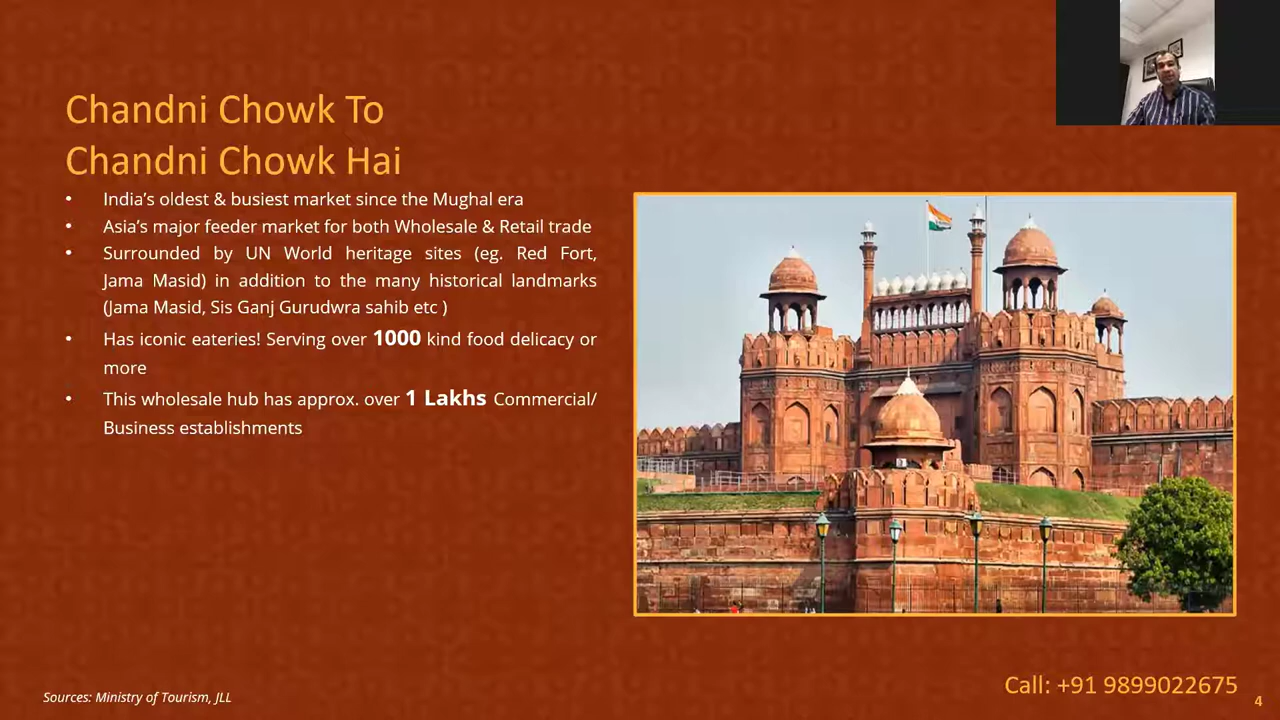 Chandni Chowk To
Chandni Chowk Hai
• India’s oldest & busiest market since the Mughal era
• Asia’s major feeder market for both Wholesale & Retail trade
• Surrounded by UN World heritage sites (eg. Red Fort,
Jama Masid) in addition to the many historical landmarks
(Jama Masid, Sis Ganj Gurudwra sahib etc )
• Has iconic eateries! Serving over 1000 kind food delicacy or
more
• This wholesale hub has approx. over 1 Lakhs Commercial/
Business establishments
Sources: Ministry of Tourism, JLL
Call: +91 9899022675
4